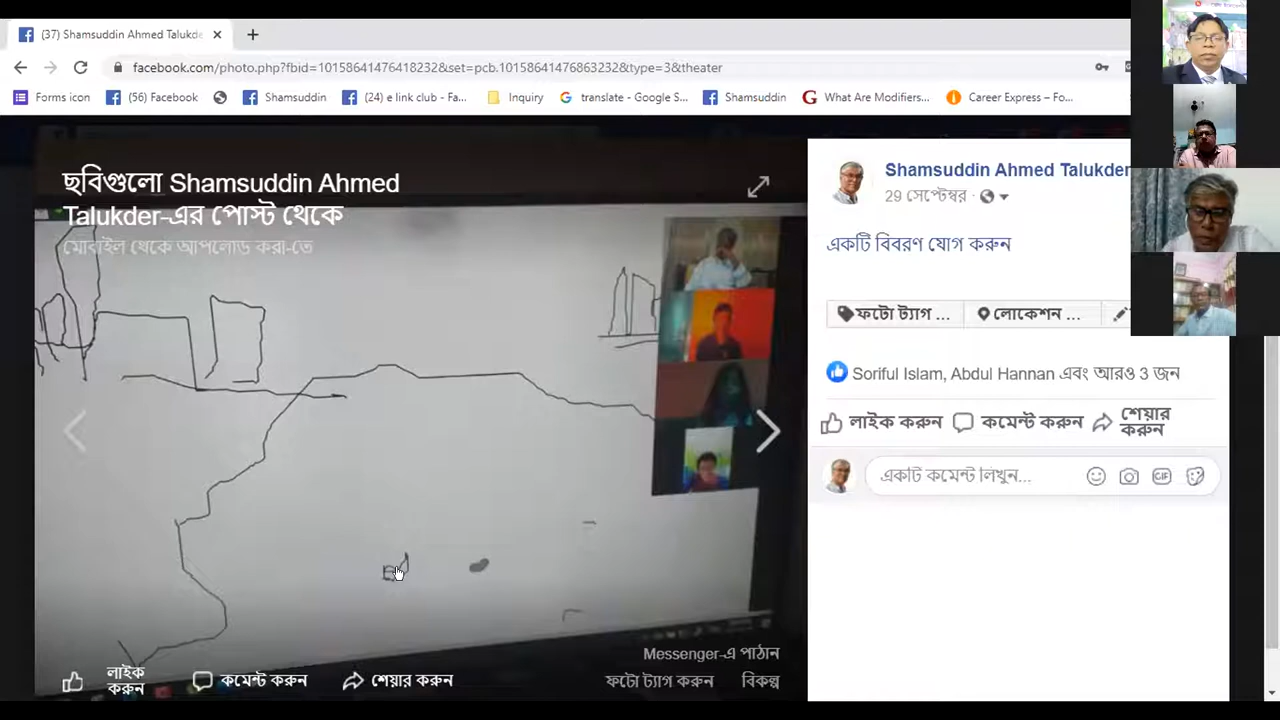 (37) Shamsuddin Ahmed Talukde
facebook.com/photo.php?fbid=10158641476418232&set=pcb.10158641476863232&type=3&theater
Forms icon
(56) Facebook
Shamsuddin
(24) e link club - Fa...
Inquiry
translate - Google S...
Shamsuddin
What Are Modifiers...
Career Express – Fo...
ছবিগুলো Shamsuddin Ahmed
Talukder-এর পোস্ট থেকে
মোবাইল থেকে আপলোড করা-তে
Shamsuddin Ahmed Talukder
29 সেপ্টেম্বর
একটি বিবরণ যোগ করুন
ফটো ট্যাগ ...
লোকেশন ...
Soriful Islam, Abdul Hannan এবং আরও 3 জন
লাইক করুন
কমেন্ট করুন
শেয়ার
করুন
একটি কমেন্ট লিখুন...
GIF
Messenger-এ পাঠান
লাইক
করুন
কমেন্ট করুন
শেয়ার করুন
ফটো ট্যাগ করুন
বিকল্প